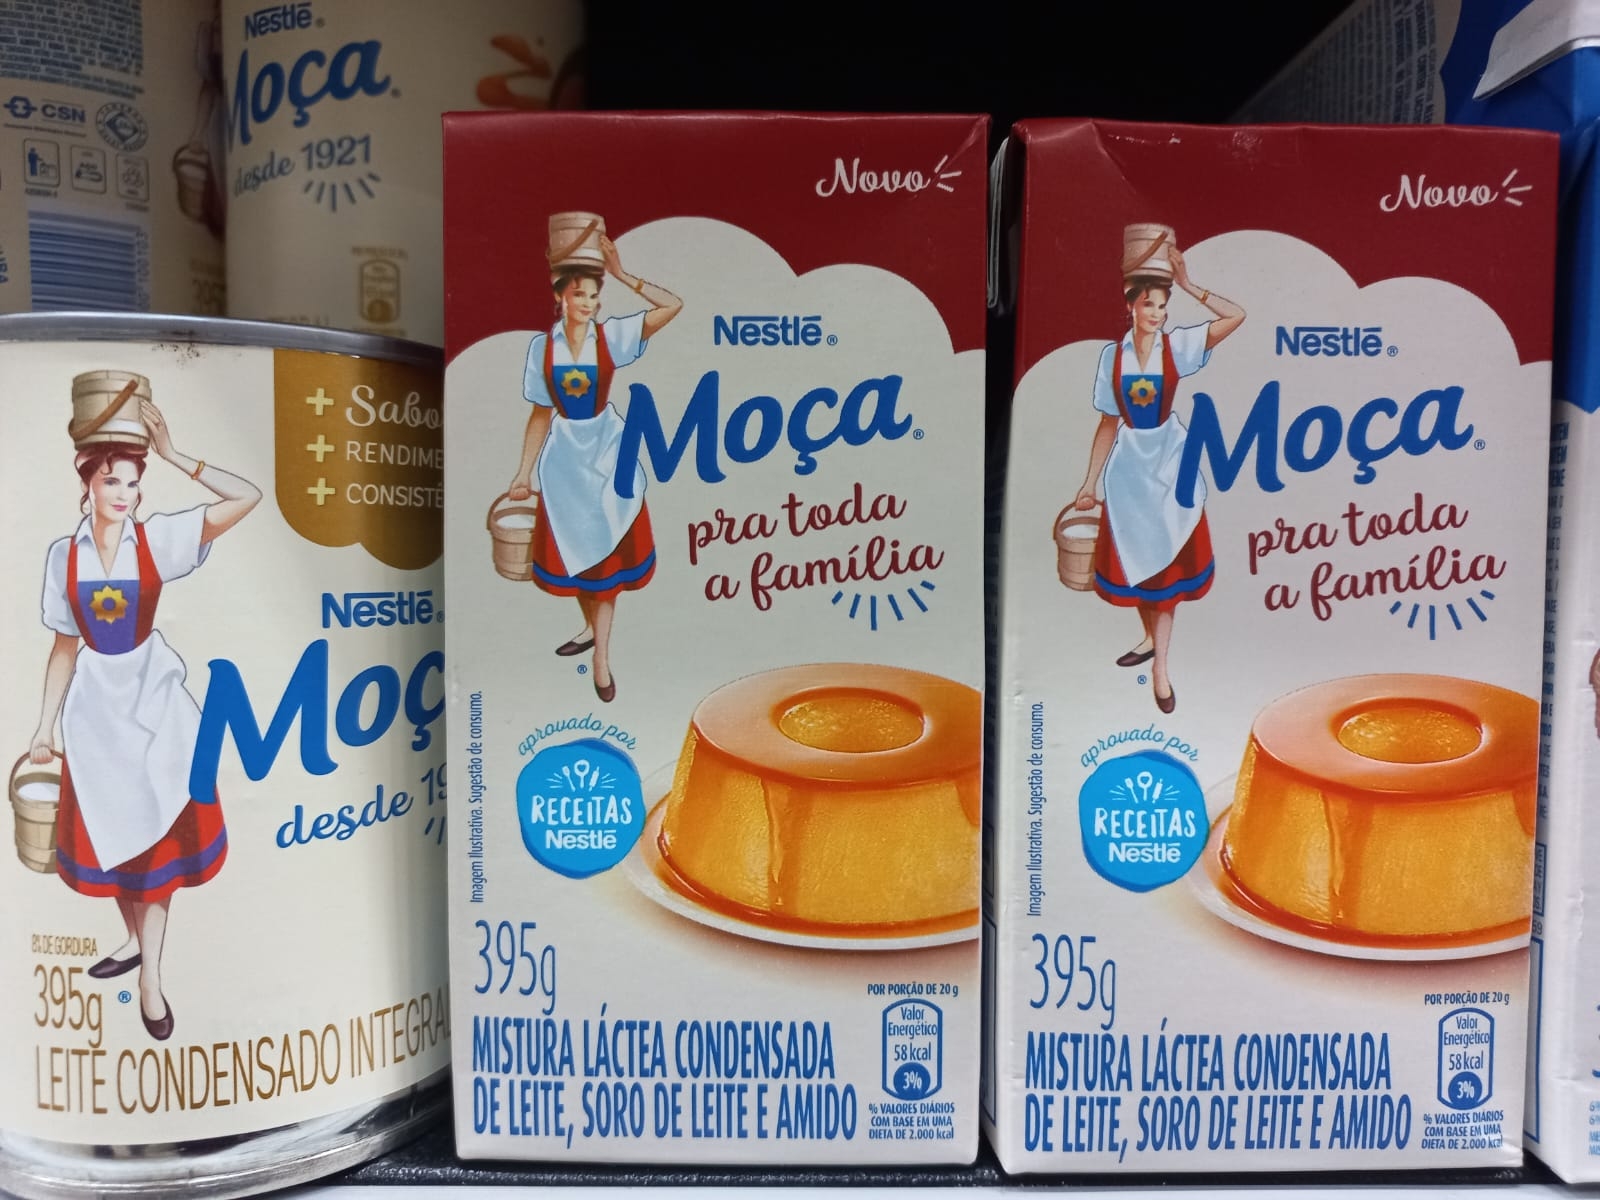 Nestlé®
Moça®
desde 1921
CSN
+ Sabo
+ RENDIME
+ CONSISTÊ
Nestlé®
Moç
desde 19
8% DE GORDURA
395g
®
LEITE CONDENSADO INTEGRAL
Novo
Nestlé®
Moça®
pra toda
a família
®
aprovado por
RECEITAS
Nestlé
Imagem Ilustrativa. Sugestão de consumo.
395g
MISTURA LÁCTEA CONDENSADA
DE LEITE, SORO DE LEITE E AMIDO
POR PORÇÃO DE 20 g
Valor
Energético
58 kcal
3%
% VALORES DIÁRIOS
COM BASE EM UMA
DIETA DE 2.000 kcal
Novo
Nestlé®
Moça®
pra toda
a família
®
aprovado por
RECEITAS
Nestlé
Imagem Ilustrativa. Sugestão de consumo.
395g
MISTURA LÁCTEA CONDENSADA
DE LEITE, SORO DE LEITE E AMIDO
POR PORÇÃO DE 20 g
Valor
Energético
58 kcal
3%
% VALORES DIÁRIOS
COM BASE EM UMA
DIETA DE 2.000 kcal